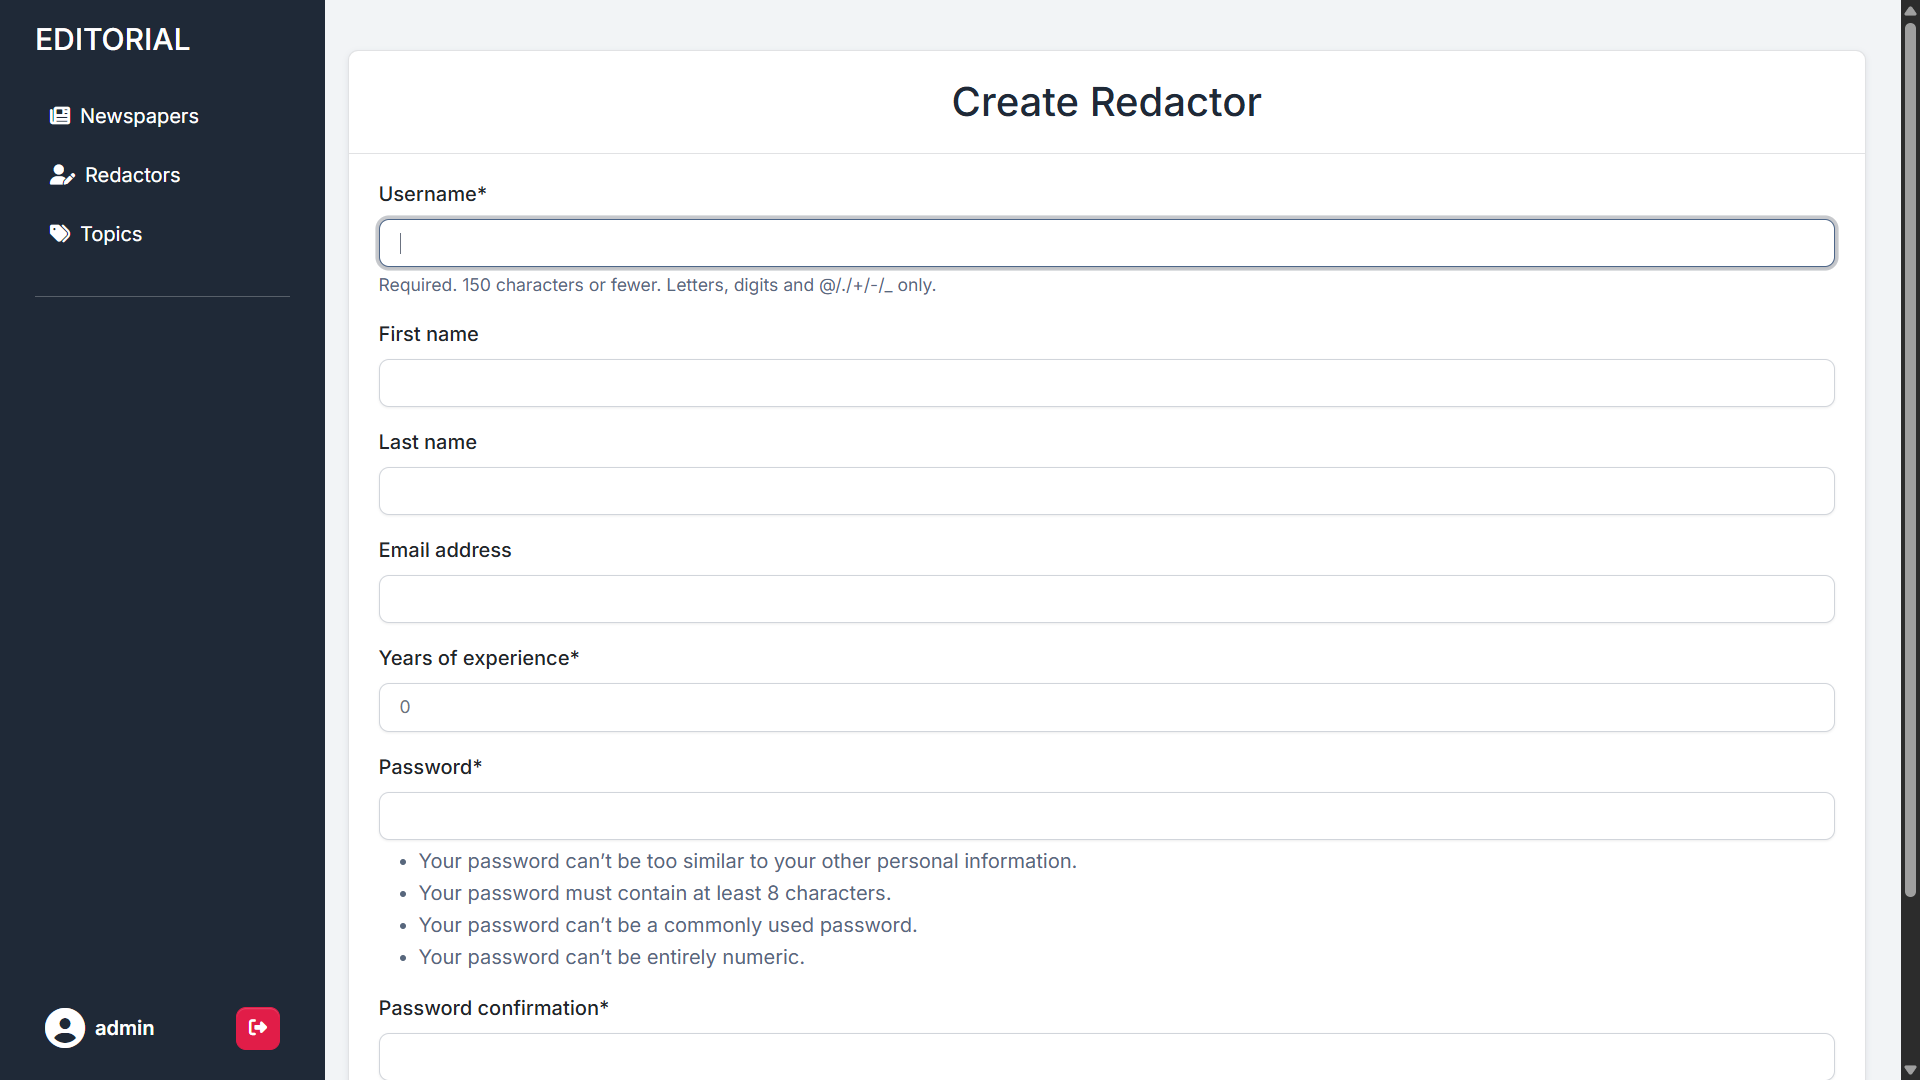 EDITORIAL
Newspapers
Redactors
Topics
admin
Create Redactor
Username*
Required. 150 characters or fewer. Letters, digits and @/./+/-/_ only.
First name
Last name
Email address
Years of experience*
0
Password*
Your password can’t be too similar to your other personal information.
Your password must contain at least 8 characters.
Your password can’t be a commonly used password.
Your password can’t be entirely numeric.
Password confirmation*